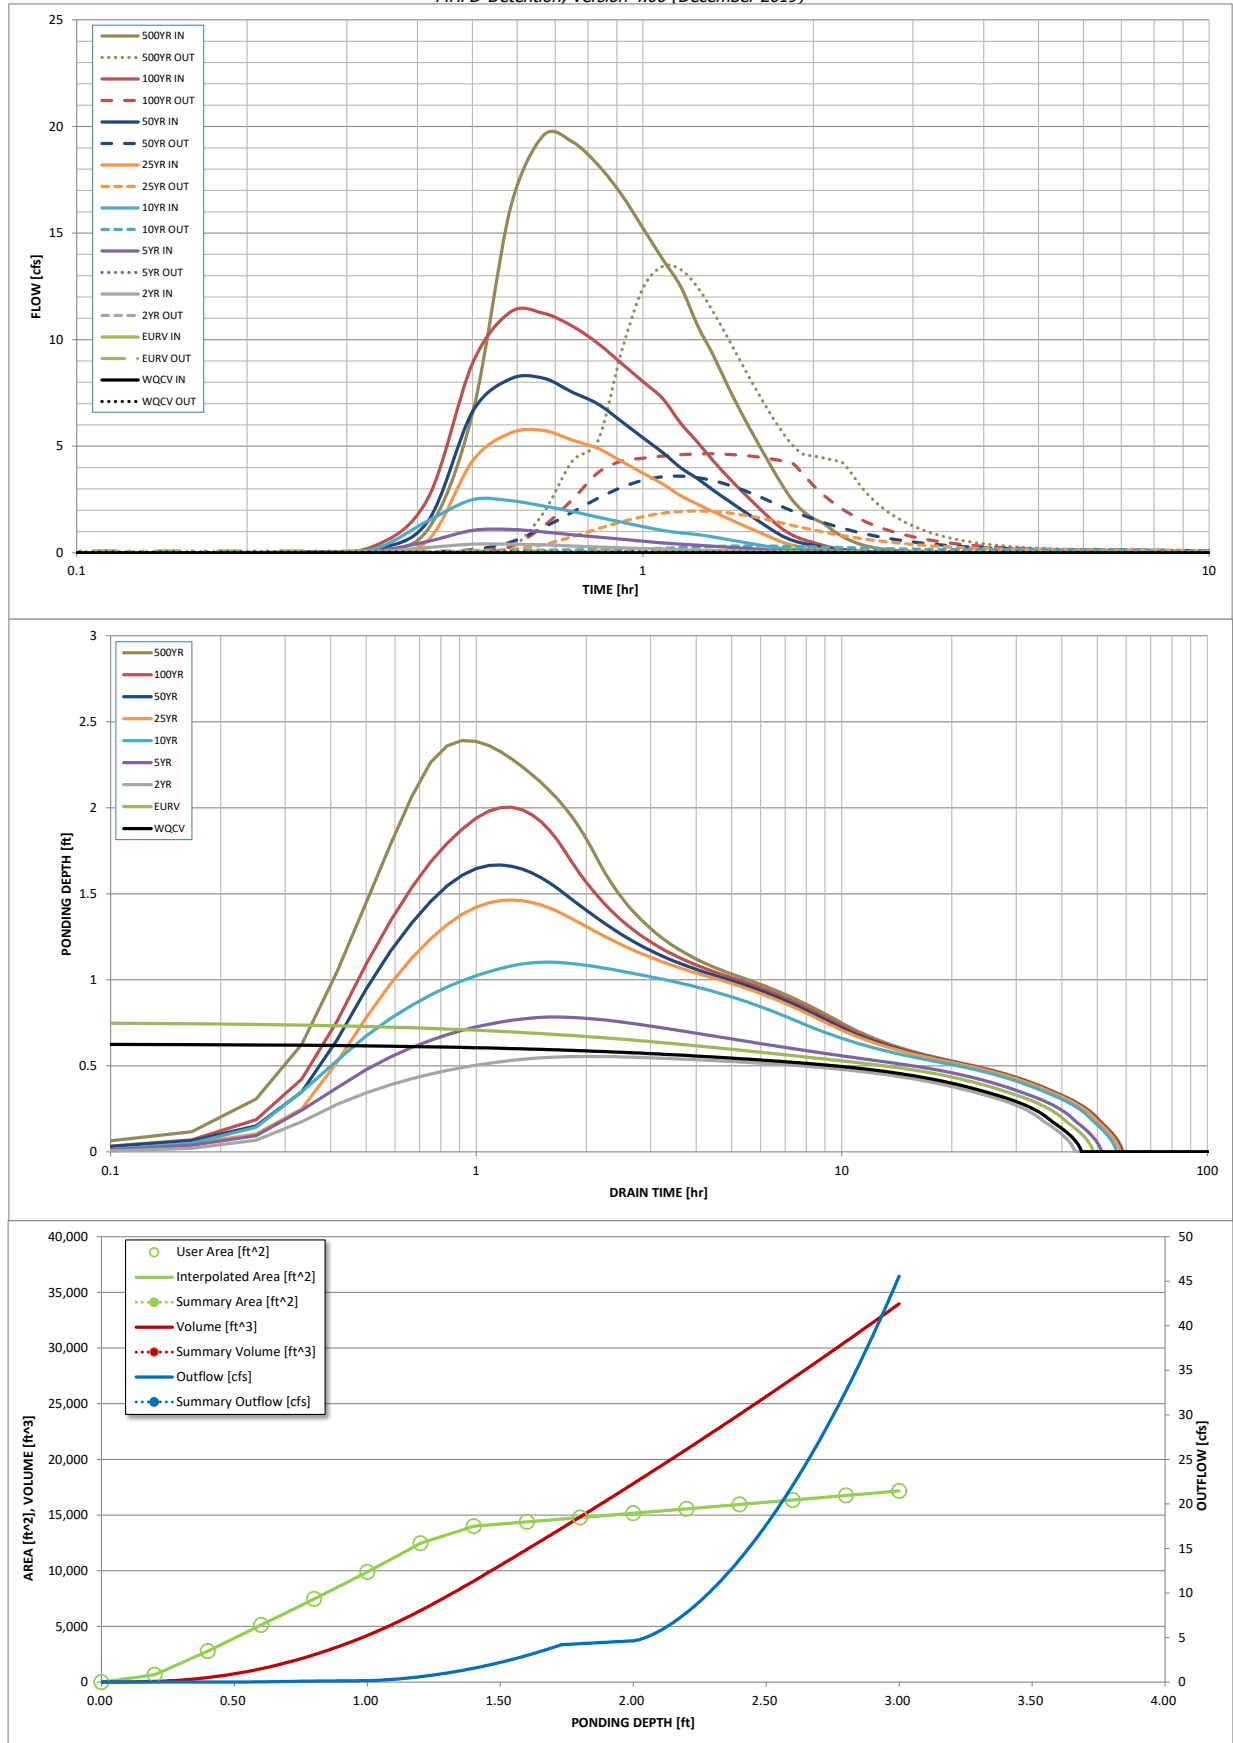 MHFD-Detention, Version 4.00 (December 2019)
25
20
15
10
5
0
FLOW [cfs]
500YR IN
500YR OUT
100YR IN
100YR OUT
50YR IN
50YR OUT
25YR IN
25YR OUT
10YR IN
10YR OUT
5YR IN
5YR OUT
2YR IN
2YR OUT
EURV IN
EURV OUT
WQCV IN
WQCV OUT
0.1
1
10
TIME [hr]
3
2.5
2
1.5
1
0.5
0
PONDING DEPTH [ft]
500YR
100YR
50YR
25YR
10YR
5YR
2YR
EURV
WQCV
0.1
1
10
100
DRAIN TIME [hr]
40,000
35,000
30,000
25,000
20,000
15,000
10,000
5,000
0
AREA [ft^2], VOLUME [ft^3]
User Area [ft^2]
Interpolated Area [ft^2]
Summary Area [ft^2]
Volume [ft^3]
Summary Volume [ft^3]
Outflow [cfs]
Summary Outflow [cfs]
50
45
40
35
30
25
20
15
10
5
0
OUTFLOW [cfs]
0.00
0.50
1.00
1.50
2.00
2.50
3.00
3.50
4.00
PONDING DEPTH [ft]